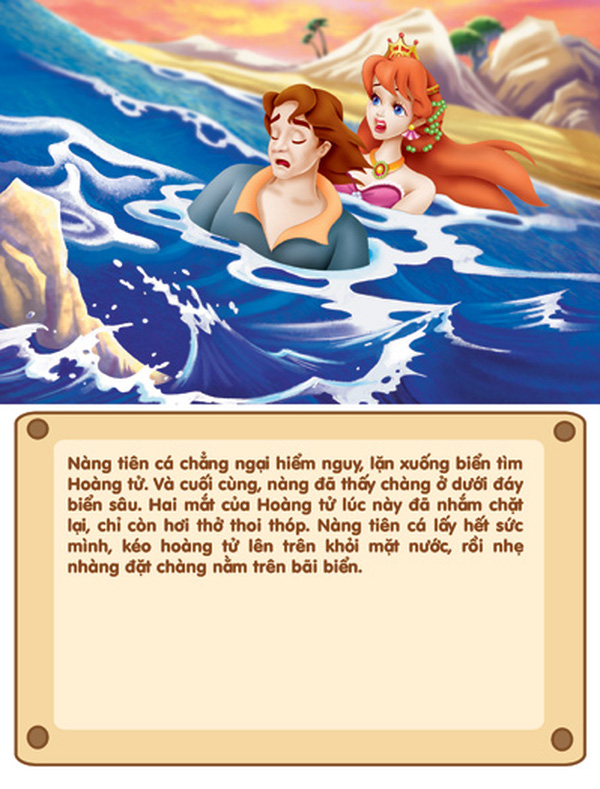 Nàng tiên cá chẳng ngại hiểm nguy, lặn xuống biển tìm
Hoàng tử. Và cuối cùng, nàng đã thấy chàng ở dưới đáy
biển sâu. Hai mắt của Hoàng tử lúc này đã nhắm chặt
lại, chỉ còn hơi thở thoi thóp. Nàng tiên cá lấy hết sức
mình, kéo hoàng tử lên trên khỏi mặt nước, rồi nhẹ
nhàng đặt chàng nằm trên bãi biển.